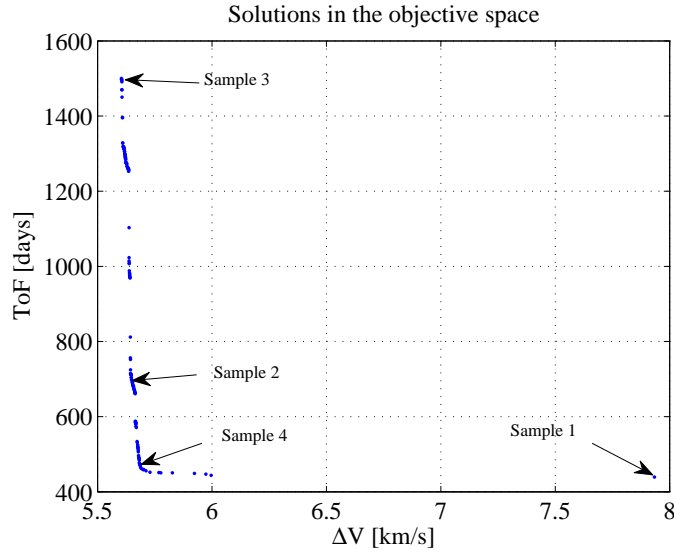 Solutions in the objective space
1600
1400
1200
1000
800
600
400
ToF [days]
Sample 3
Sample 2
Sample 4
Sample 1
5.5 6 6.5 7 7.5 8
ΔV [km/s]